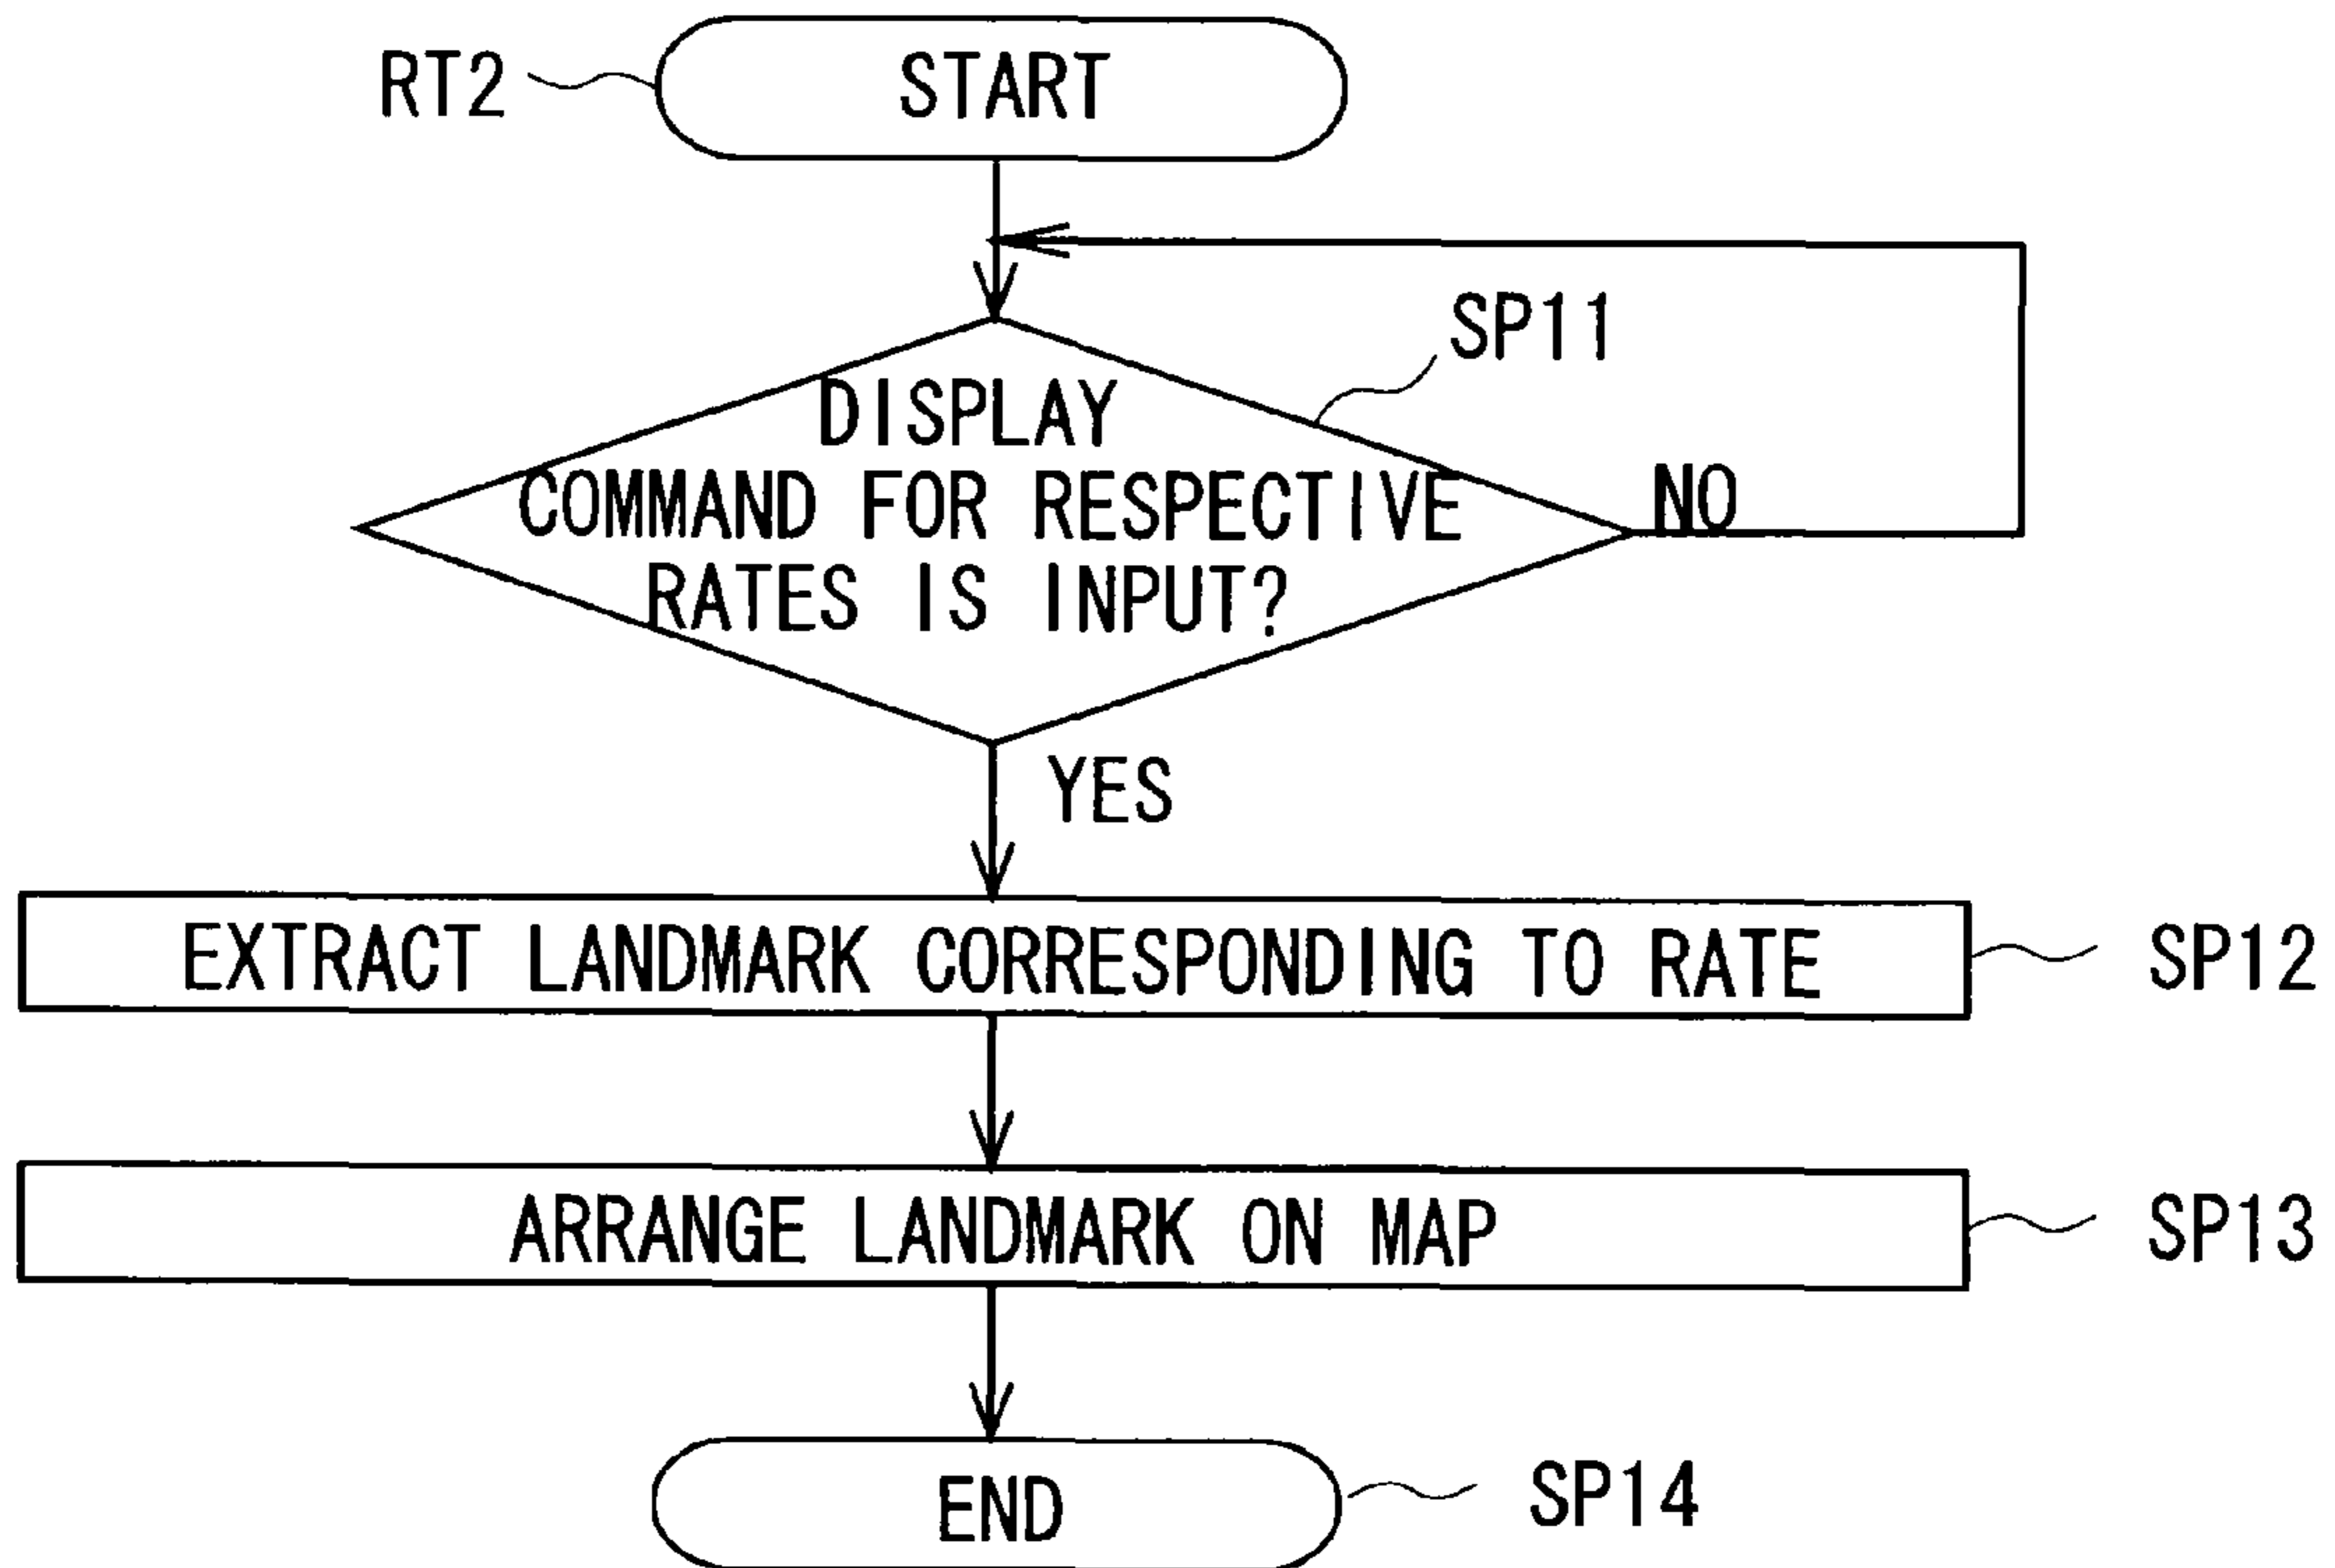 RT2
START
SP11
DISPLAY
COMMAND FOR RESPECTIVE
RATES IS INPUT?
NO
YES
EXTRACT LANDMARK CORRESPONDING TO RATE
SP12
ARRANGE LANDMARK ON MAP
SP13
END
SP14